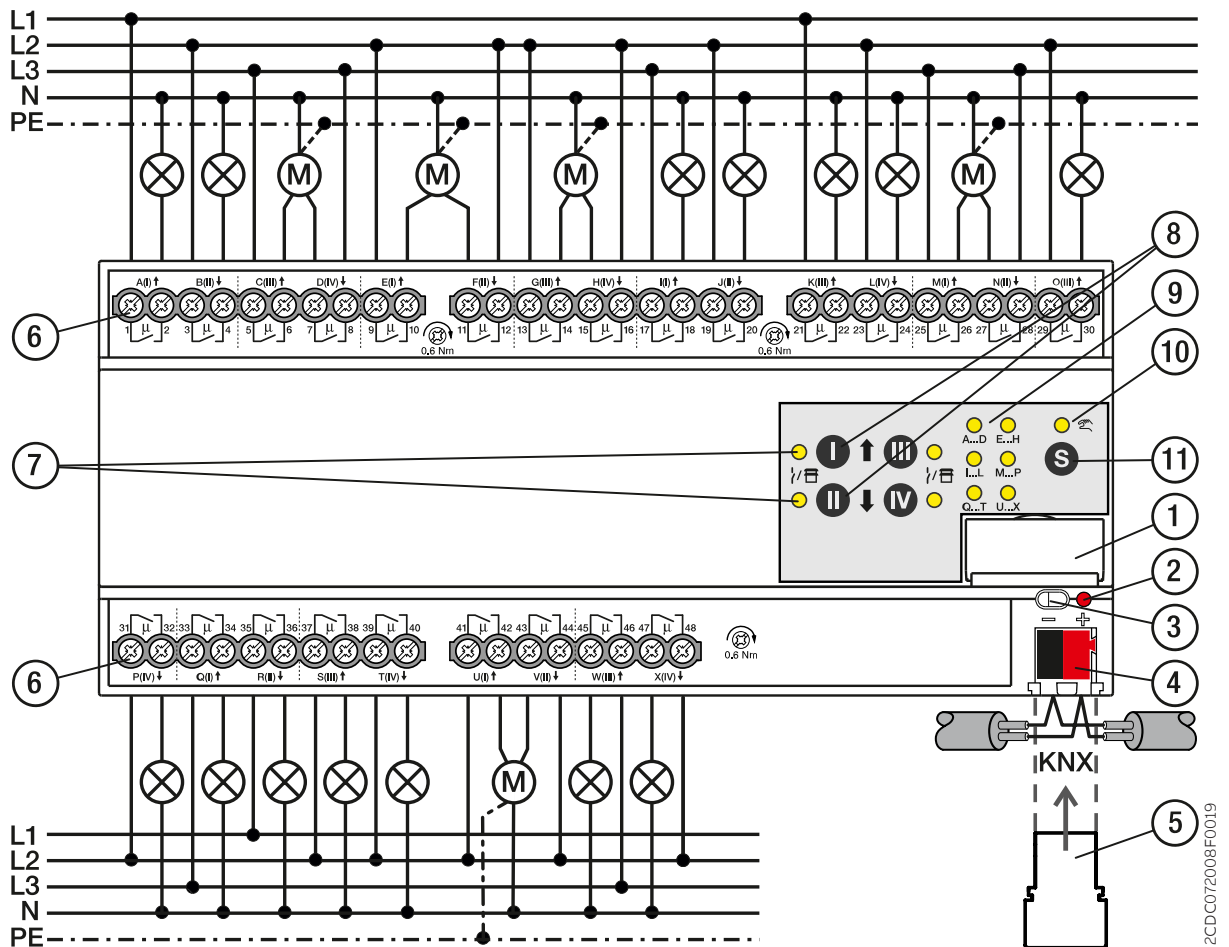 L1
L2
L3
N
PE
M M M M
8
A(I)↑ B(II)↓ C(III)↑ D(IV)↓ E(I)↑ F(II)↓ G(III)↑ H(IV)↓ I(I)↑ J(II)↓ K(III)↑ L(IV)↓ M(I)↑ N(II)↓ O(III)↑
9
6
1 μ 2 3 μ 4 5 μ 6 7 μ 8 9 μ 10 11 μ 12 13 μ 14 15 μ 16 17 μ 18 19 μ 20 21 μ 22 23 μ 24 25 μ 26 27 μ 28 29 μ 30
0.6 Nm 0.6 Nm
10
A...D E...H
7
I ↑ III
S
11
I...L M...P
II ↓ IV
Q...T U...X
1
2
− +
3
31 μ 32 33 μ 34 35 μ 36 37 μ 38 39 μ 40 41 μ 42 43 μ 44 45 μ 46 47 μ 48
0.6 Nm
6
4
P(IV)↓ Q(I)↑ R(II)↓ S(III)↑ T(IV)↓ U(I)↑ V(II)↓ W(III)↑ X(IV)↓
KNX
M
5
L1
L2
L3
N
PE
2CDC072008F0019